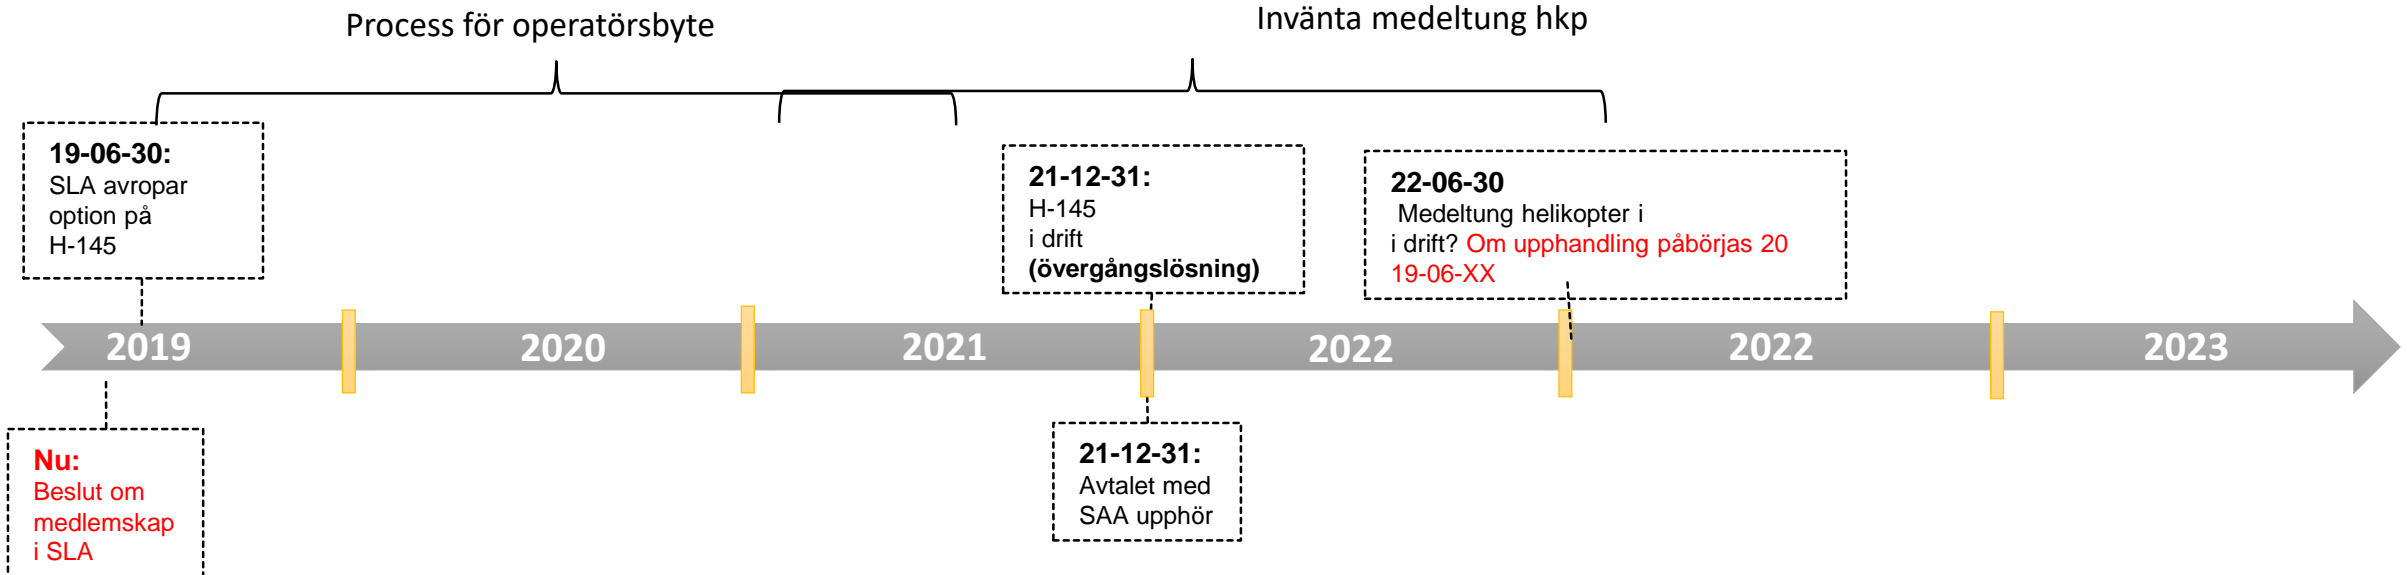 Process för operatörsbyte
Invänta medeltung hkp
19-06-30:
SLA avropar
option på
H-145
21-12-31:
H-145
i drift
(övergångslösning)
22-06-30
Medeltung helikopter i
i drift? Om upphandling påbörjas 20
19-06-XX
2019
2020
2021
2022
2022
2023
Nu:
Beslut om
medlemskap
i SLA
21-12-31:
Avtalet med
SAA upphör